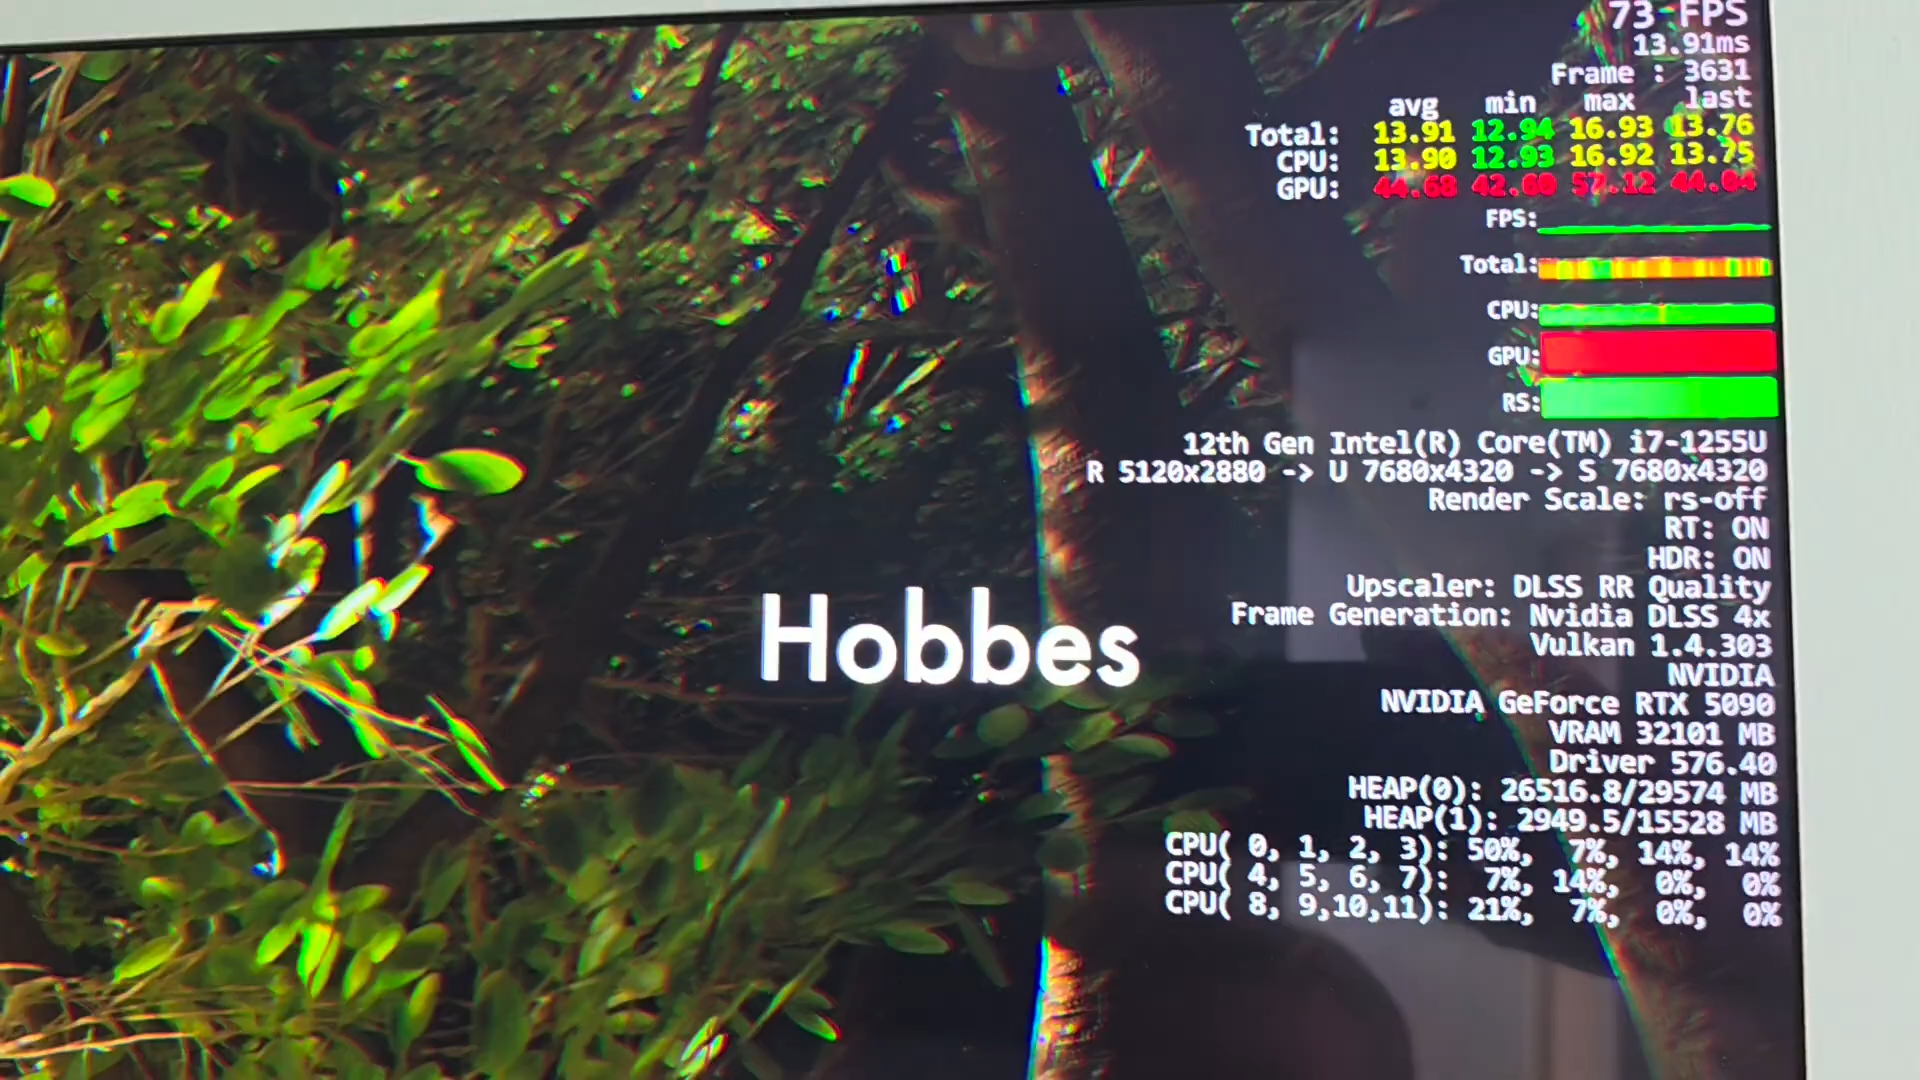 73 FPS
13.91ms
Frame : 3631
avg min max last
Total: 13.91 12.94 16.93 13.76
CPU: 13.90 12.93 16.92 13.75
GPU: 44.68 42.60 57.12 44.04
FPS:
Total:
CPU:
GPU:
RS:
12th Gen Intel(R) Core(TM) i7-1255U
R 5120x2880 -> U 7680x4320 -> S 7680x4320
Render Scale: rs-off
RT: ON
HDR: ON
Upscaler: DLSS RR Quality
Frame Generation: Nvidia DLSS 4x
Hobbes
Vulkan 1.4.303
NVIDIA
NVIDIA GeForce RTX 5090
VRAM 32101 MB
Driver 576.40
HEAP(0): 26516.8/29574 MB
HEAP(1): 2949.5/15528 MB
CPU( 0, 1, 2, 3): 50%, 7%, 14%, 14%
CPU( 4, 5, 6, 7): 7%, 14%, 0%, 0%
CPU( 8, 9,10,11): 21%, 7%, 0%, 0%